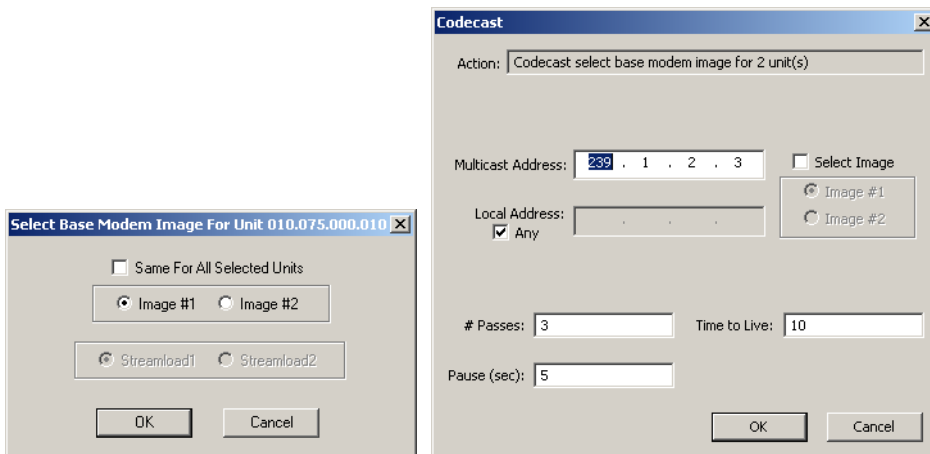 Select Base Modem Image For Unit 010.075.000.010
Same For All Selected Units
Image #1 Image #2
Streamload1 Streamload2
OK Cancel
Codecast
Action: Codecast select base modem image for 2 unit(s)
Multicast Address: 239 . 1 . 2 . 3 Select Image
Image #1
Local Address: . . . Image #2
Any
# Passes: 3 Time to Live: 10
Pause (sec): 5
OK Cancel